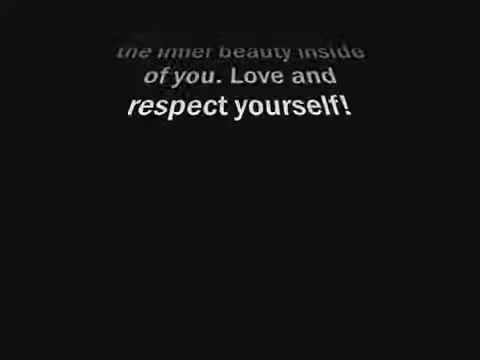 the inner beauty inside
of you. Love and
respect yourself!